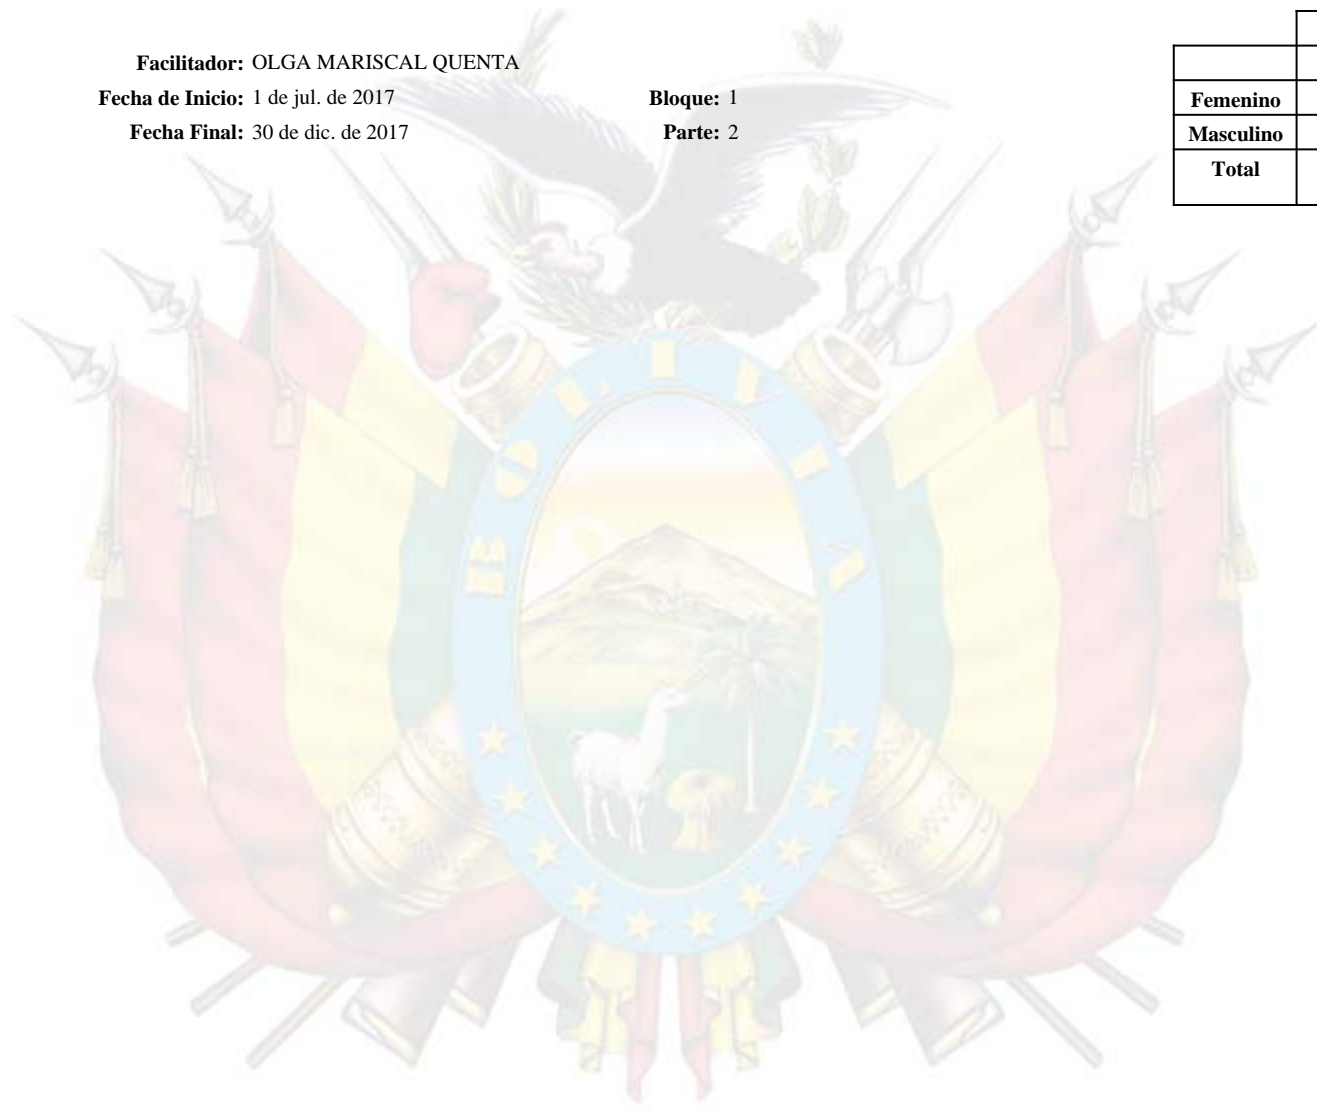 Facilitador: OLGA MARISCAL QUENTA
Fecha de Inicio: 1 de jul. de 2017 Bloque: 1
Fecha Final: 30 de dic. de 2017 Parte: 2
Femenino
Masculino
Total
BOLIVIA